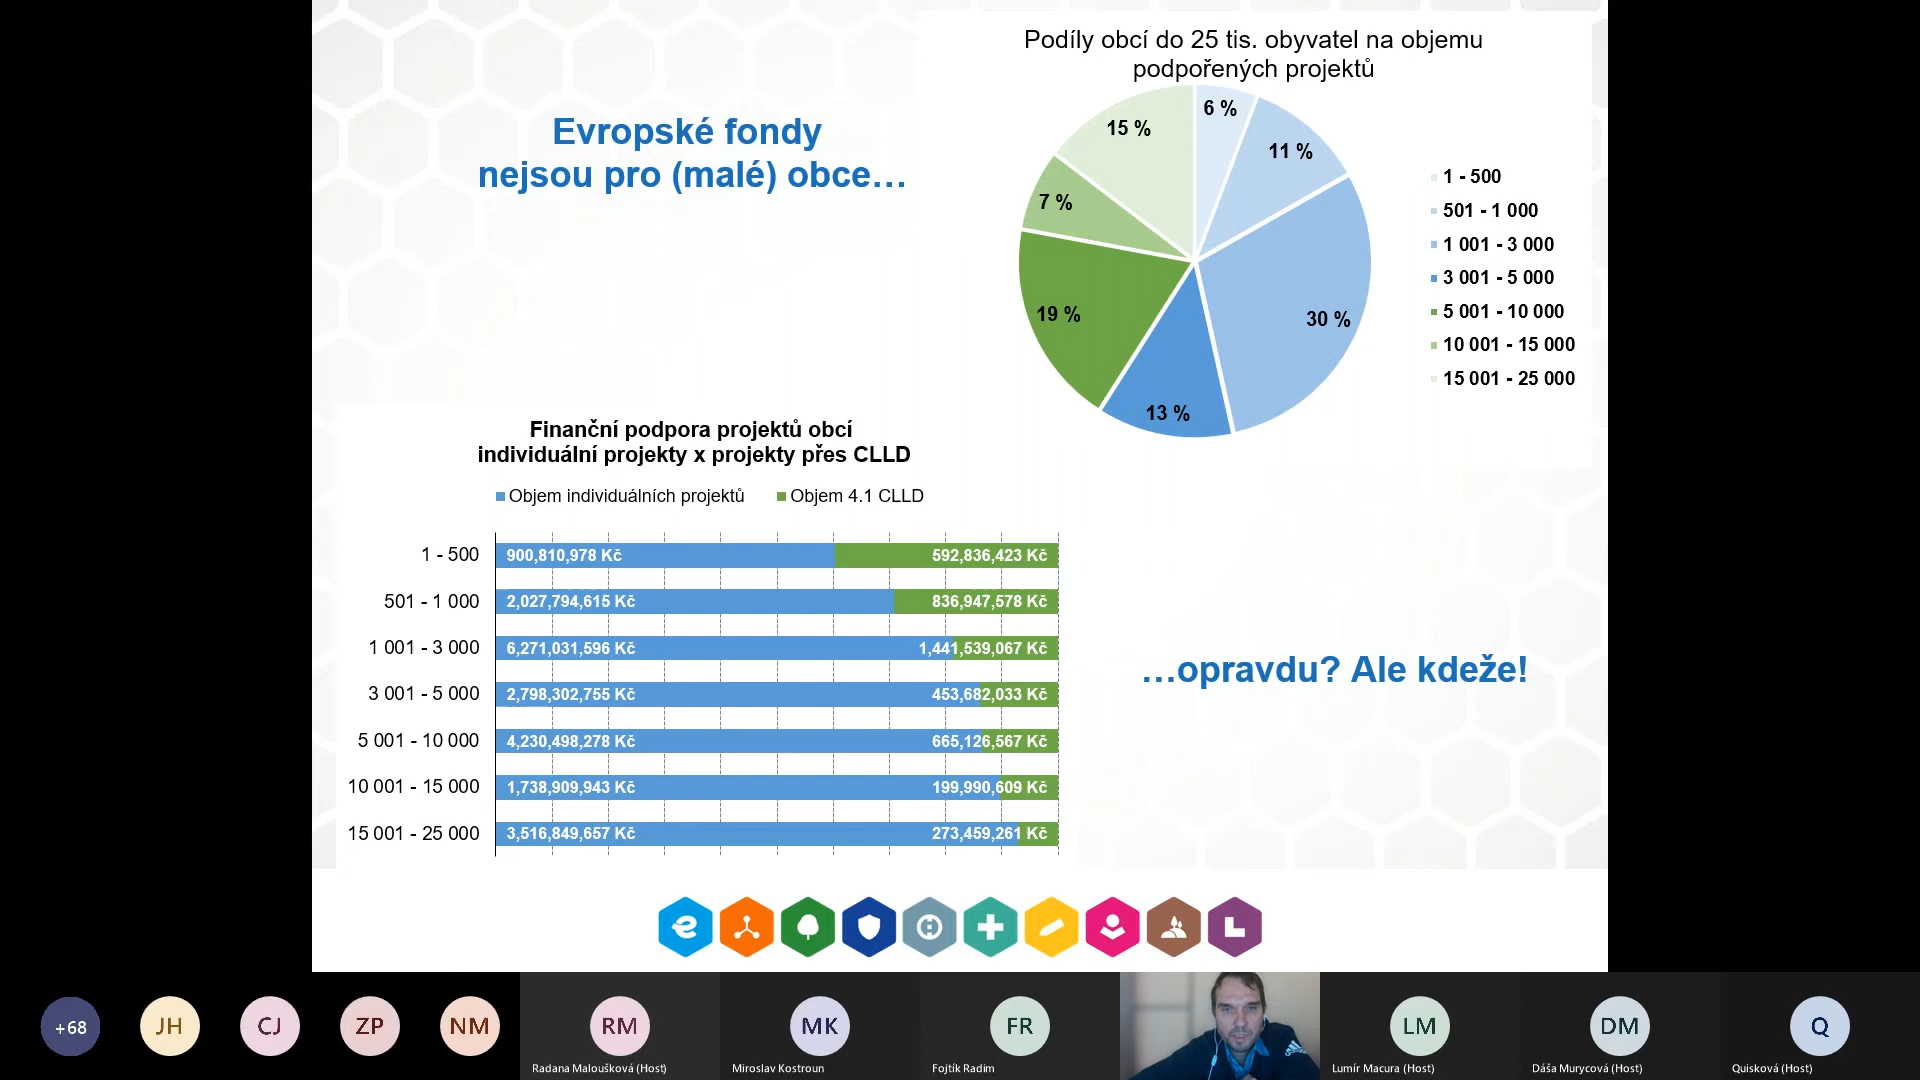 Podíly obcí do 25 tis. obyvatel na objemu
podpořených projektů
Evropské fondy
nejsou pro (malé) obce…
6 %
11 %
30 %
13 %
19 %
7 %
15 %
1 - 500
501 - 1 000
1 001 - 3 000
3 001 - 5 000
5 001 - 10 000
10 001 - 15 000
15 001 - 25 000
Finanční podpora projektů obcí
individuální projekty x projekty přes CLLD
Objem individuálních projektů
Objem 4.1 CLLD
1 - 500 900,810,978 Kč 592,836,423 Kč
501 - 1 000 2,027,794,615 Kč 836,947,578 Kč
1 001 - 3 000 6,271,031,596 Kč 1,441,539,067 Kč
3 001 - 5 000 2,798,302,755 Kč 453,682,033 Kč
5 001 - 10 000 4,230,498,278 Kč 665,126,567 Kč
10 001 - 15 000 1,738,909,943 Kč 199,990,609 Kč
15 001 - 25 000 3,516,849,657 Kč 273,459,261 Kč
…opravdu? Ale kdeže!
+68
JH
CJ
ZP
NM
RM
MK
FR
LM
DM
Q
Radana Maloušková (Host)
Miroslav Kostroun
Fojtík Radim
Lumír Macura (Host)
Dáša Murycová (Host)
Quisková (Host)